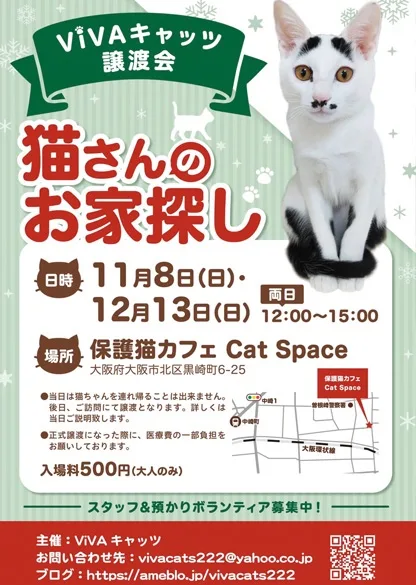 ViVAキャッツ
譲渡会
猫さんの
お家探し
日時
11月8日(日)・
12月13日(日)
両日
12:00〜15:00
場所
保護猫カフェ Cat Space
大阪府大阪市北区黒崎町6-25
●当日は猫ちゃんを連れ帰ることは出来ません。
後日、ご訪問にて譲渡となります。詳しくは
当日ご説明致します。
●正式譲渡になった際に、医療費の一部負担を
お願いしております。
入場料500円(大人のみ)
保護猫カフェ
Cat Space
中崎1
曽根崎警察署
中崎町
大阪環状線
スタッフ&預かりボランティア募集中！
主催：ViVA キャッツ
お問い合わせ先：vivacats222@yahoo.co.jp
ブログ：https://ameblo.jp/vivacats222